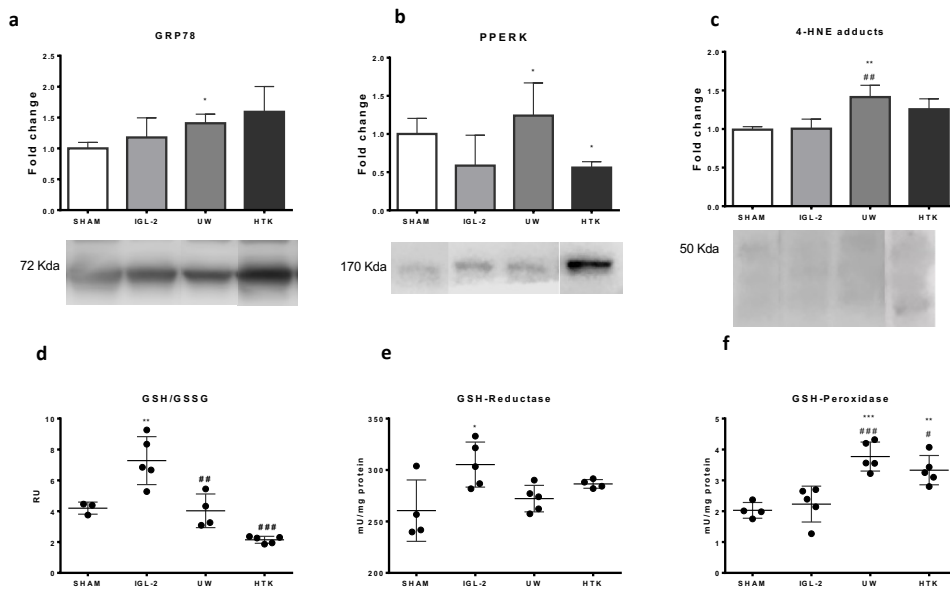 a
GRP78
Fold change
2.5
2.0
1.5
1.0
0.5
0.0
*
SHAM IGL-2 UW HTK
72 Kda
b
PPERK
Fold change
2.0
1.5
1.0
0.5
0.0
*
*
SHAM IGL-2 UW HTK
170 Kda
c
4-HNE adducts
Fold change
2.0
1.5
1.0
0.5
0.0
**
##
SHAM IGL-2 UW HTK
50 Kda
d
GSH/GSSG
RU
10
8
6
4
2
0
**
##
###
SHAM IGL-2 UW HTK
e
GSH-Reductase
mU/mg protein
350
300
250
200
*
SHAM IGL-2 UW HTK
f
GSH-Peroxidase
mU/mg protein
5
4
3
2
1
0
***
###
**
#
SHAM IGL-2 UW HTK